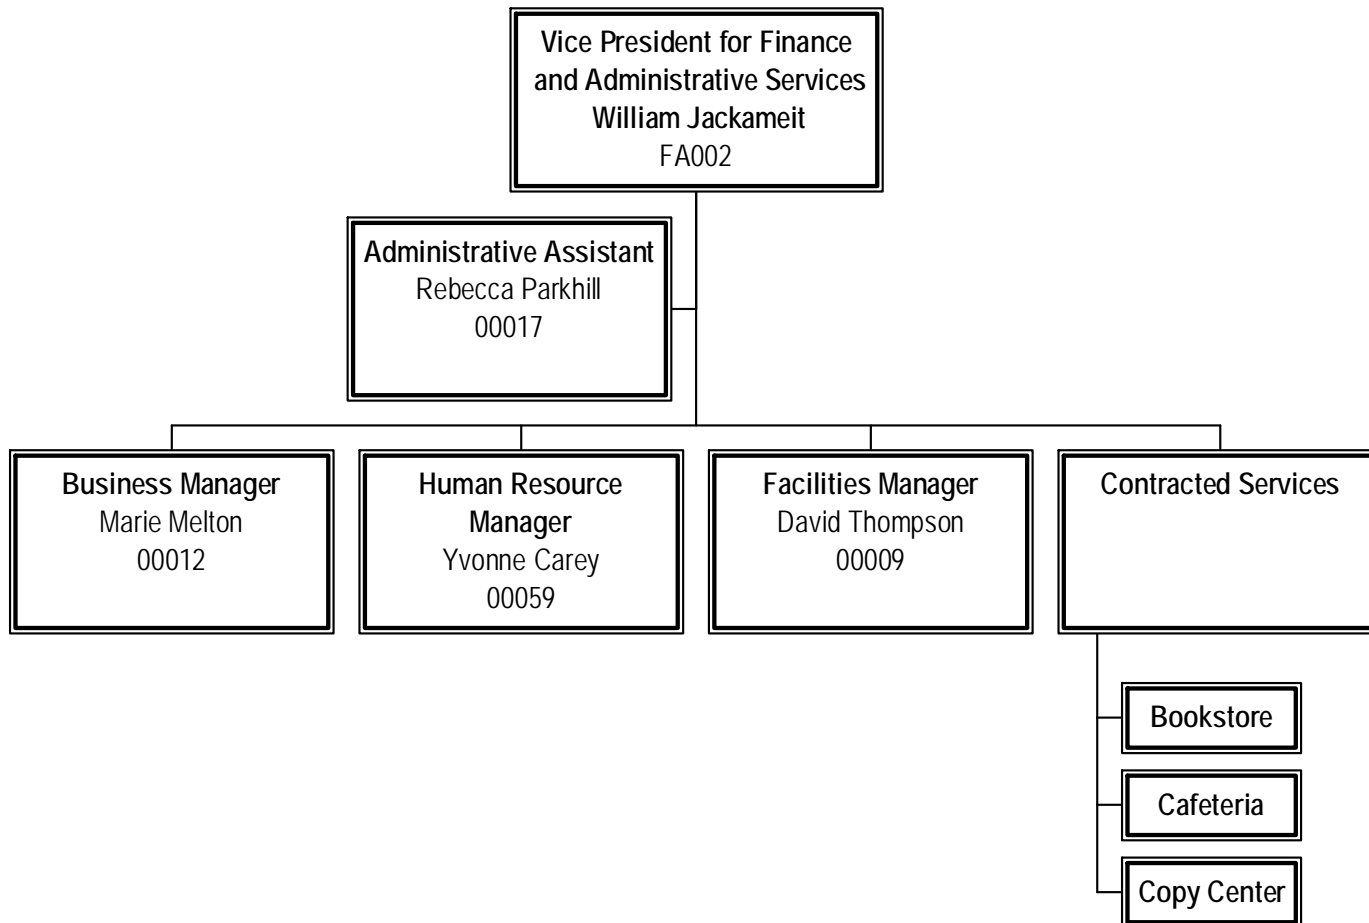 Vice President for Finance
and Administrative Services
William Jackameit
FA002
Administrative Assistant
Rebecca Parkhill
00017
Business Manager
Marie Melton
00012
Human Resource
Manager
Yvonne Carey
00059
Facilities Manager
David Thompson
00009
Contracted Services
Bookstore
Cafeteria
Copy Center